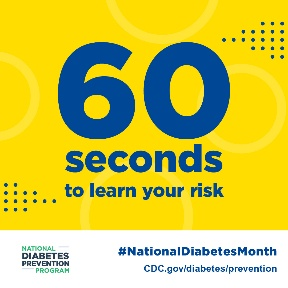 60
seconds
to learn your risk
NATIONAL
DIABETES
PREVENTION
PROGRAM
#NationalDiabetesMonth
CDC.gov/diabetes/prevention